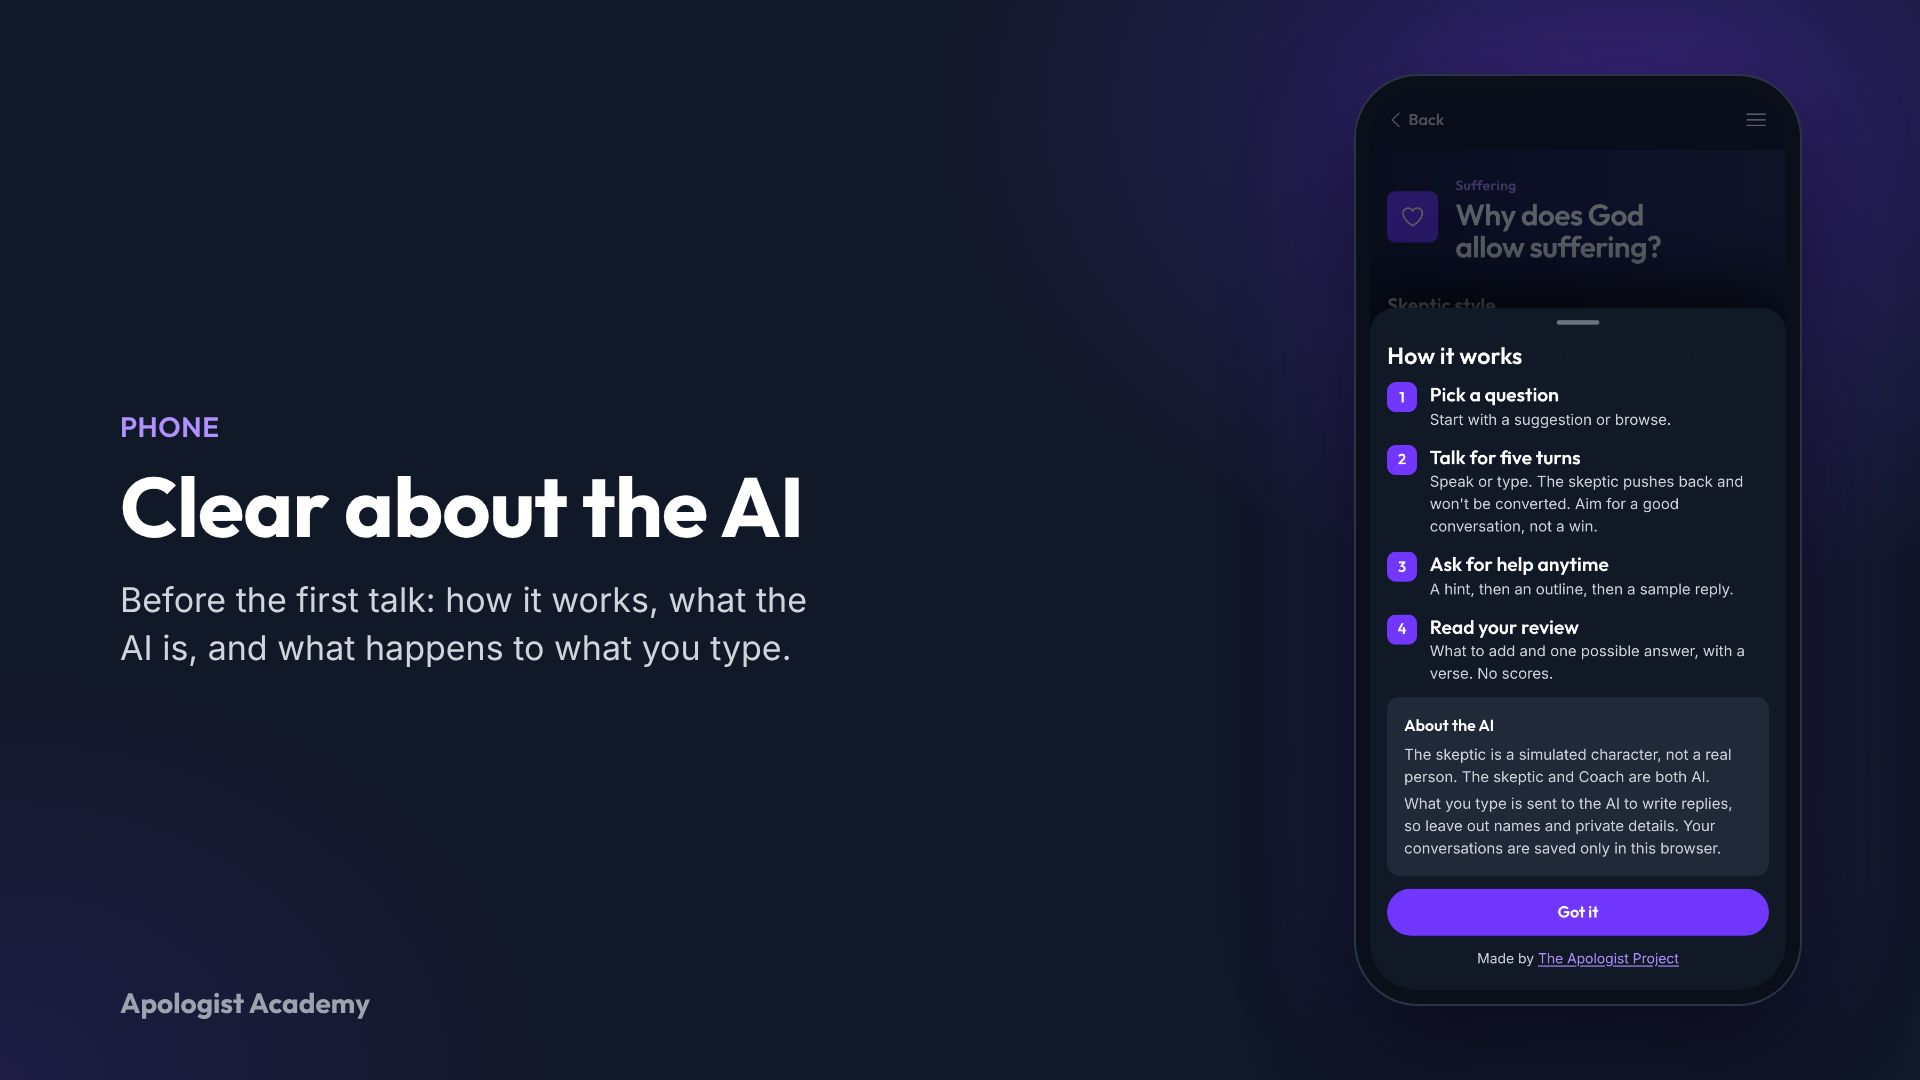 PHONE
Clear about the AI
Before the first talk: how it works, what the
AI is, and what happens to what you type.
Apologist Academy
Back
Suffering
Why does God
allow suffering?
Skeptic style
How it works
1
Pick a question
Start with a suggestion or browse.
2
Talk for five turns
Speak or type. The skeptic pushes back and
won't be converted. Aim for a good
conversation, not a win.
3
Ask for help anytime
A hint, then an outline, then a sample reply.
4
Read your review
What to add and one possible answer, with a
verse. No scores.
About the AI
The skeptic is a simulated character, not a real
person. The skeptic and Coach are both AI.
What you type is sent to the AI to write replies,
so leave out names and private details. Your
conversations are saved only in this browser.
Got it
Made by The Apologist Project